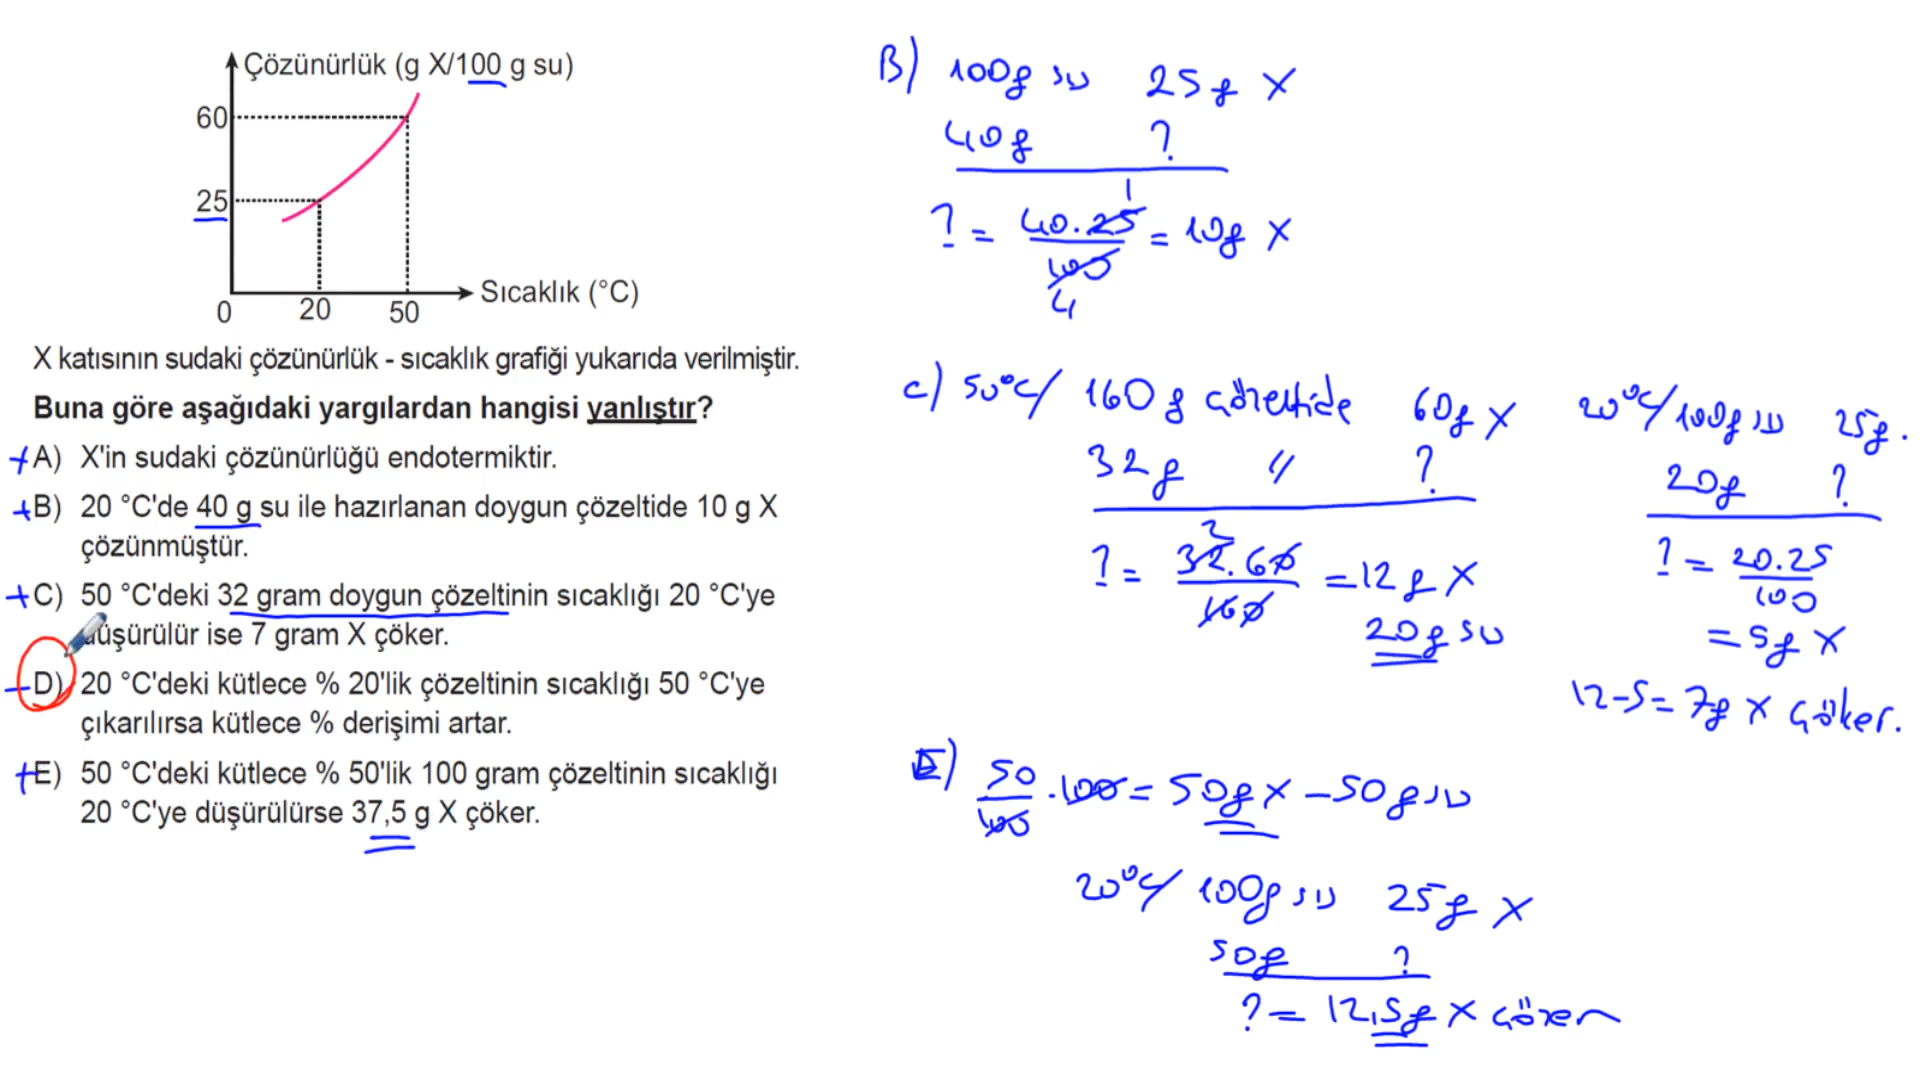 Çözünürlük (g X/100 g su)
60
25
0
20
50
Sıcaklık (°C)
X katısının sudaki çözünürlük - sıcaklık grafiği yukarıda verilmiştir.
Buna göre aşağıdaki yargılardan hangisi yanlıştır?
+A) X'in sudaki çözünürlüğü endotermiktir.
+B) 20 °C'de 40 g su ile hazırlanan doygun çözeltide 10 g X
çözünmüştür.
+C) 50 °C'deki 32 gram doygun çözeltinin sıcaklığı 20 °C'ye
düşürülür ise 7 gram X çöker.
-D) 20 °C'deki kütlece % 20'lik çözeltinin sıcaklığı 50 °C'ye
çıkarılırsa kütlece % derişimi artar.
+E) 50 °C'deki kütlece % 50'lik 100 gram çözeltinin sıcaklığı
20 °C'ye düşürülürse 37,5 g X çöker.
B) 100g su 25g X
40g ?
1
? = 40.25 / 100 = 10g X
4
C) 50°C/ 160g çözeltide 60g X
32g " ?
2
? = 32.60 / 160 = 12g X
20g su
20°C/ 100g su 25g.
20g ?
? = 20.25 / 100
= 5g X
12-5= 7g X çöker.
E) 50/100 .100= 50g X - 50g su
20°C/ 100g su 25g X
50g ?
? = 12,5g X çözer